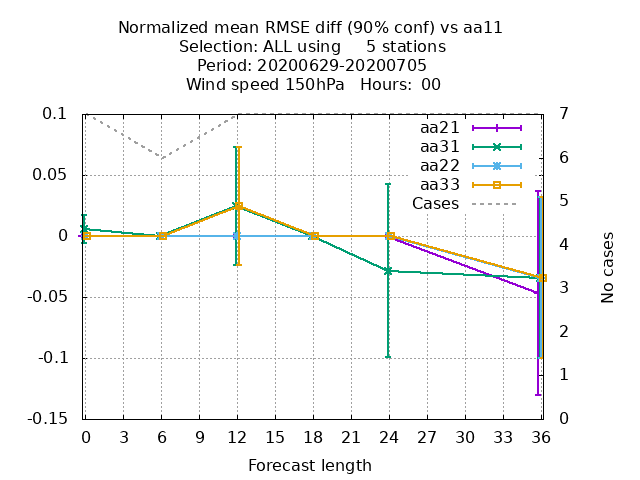 Normalized mean RMSE diff (90% conf) vs aa11
Selection: ALL using     5 stations
Period: 20200629-20200705
Wind speed 150hPa   Hours:  00
0.1
0.05
0
-0.05
-0.1
-0.15
7
6
5
4
3
2
1
0
aa21
aa31
aa22
aa33
Cases
No cases
0 3 6 9 12 15 18 21 24 27 30 33 36
Forecast length